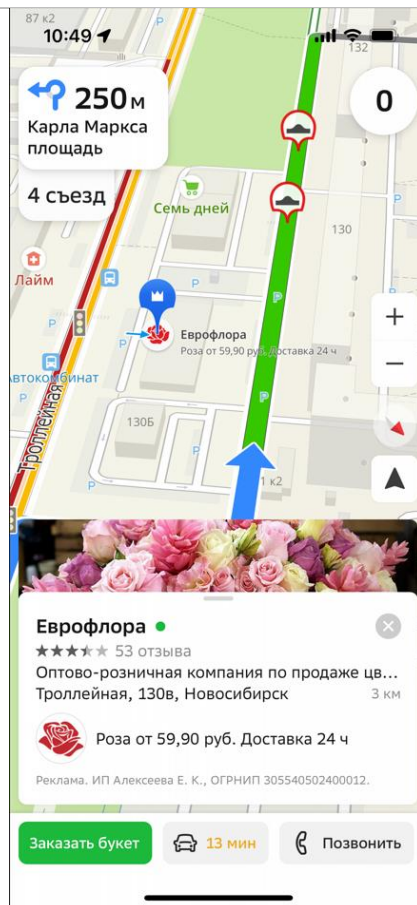 87 к2
10:49
132
250 м
Карла Маркса
площадь
0
4 съезд
Семь дней
130
Лайм
P
Еврофлора
Роза от 59,90 руб. Доставка 24 ч
Автокомбинат
Троллейная
130Б
1 к2
+
−
Еврофлора
53 отзыва
Оптово-розничная компания по продаже цв...
Троллейная, 130в, Новосибирск
3 км
Роза от 59,90 руб. Доставка 24 ч
Реклама. ИП Алексеева Е. К., ОГРНИП 305540502400012.
Заказать букет
13 мин
Позвонить